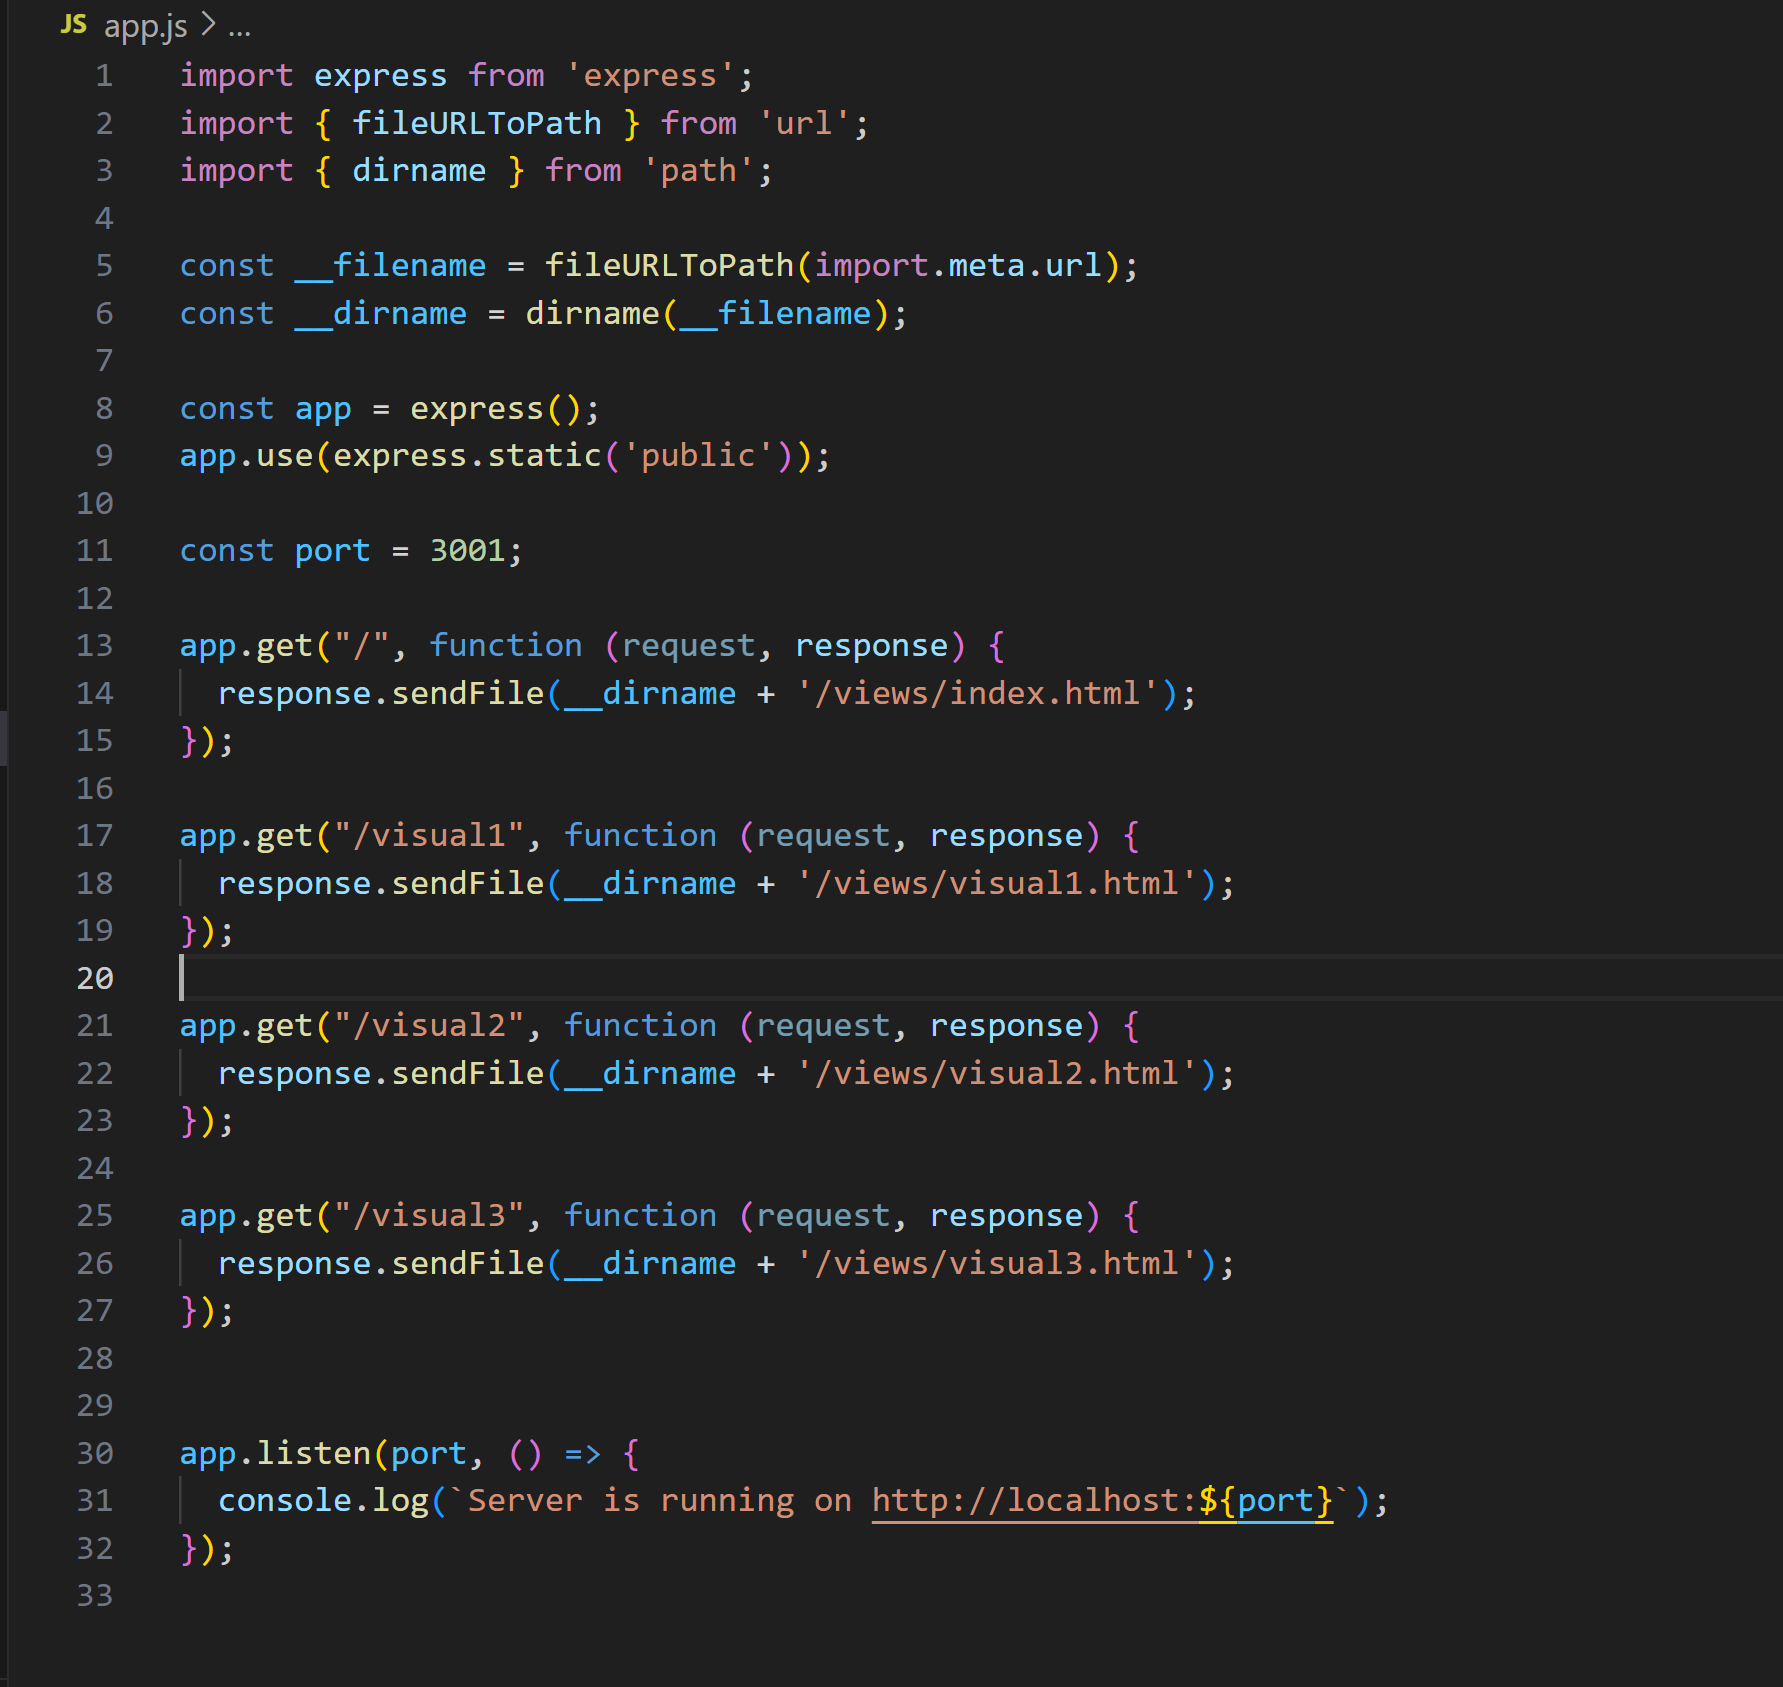 JS app.js > ...
1 import express from 'express';
2 import { fileURLToPath } from 'url';
3 import { dirname } from 'path';
4
5 const __filename = fileURLToPath(import.meta.url);
6 const __dirname = dirname(__filename);
7
8 const app = express();
9 app.use(express.static('public'));
10
11 const port = 3001;
12
13 app.get("/", function (request, response) {
14   response.sendFile(__dirname + '/views/index.html');
15 });
16
17 app.get("/visual1", function (request, response) {
18   response.sendFile(__dirname + '/views/visual1.html');
19 });
20
21 app.get("/visual2", function (request, response) {
22   response.sendFile(__dirname + '/views/visual2.html');
23 });
24
25 app.get("/visual3", function (request, response) {
26   response.sendFile(__dirname + '/views/visual3.html');
27 });
28
29
30 app.listen(port, () => {
31   console.log(`Server is running on http://localhost:${port}`);
32 });
33